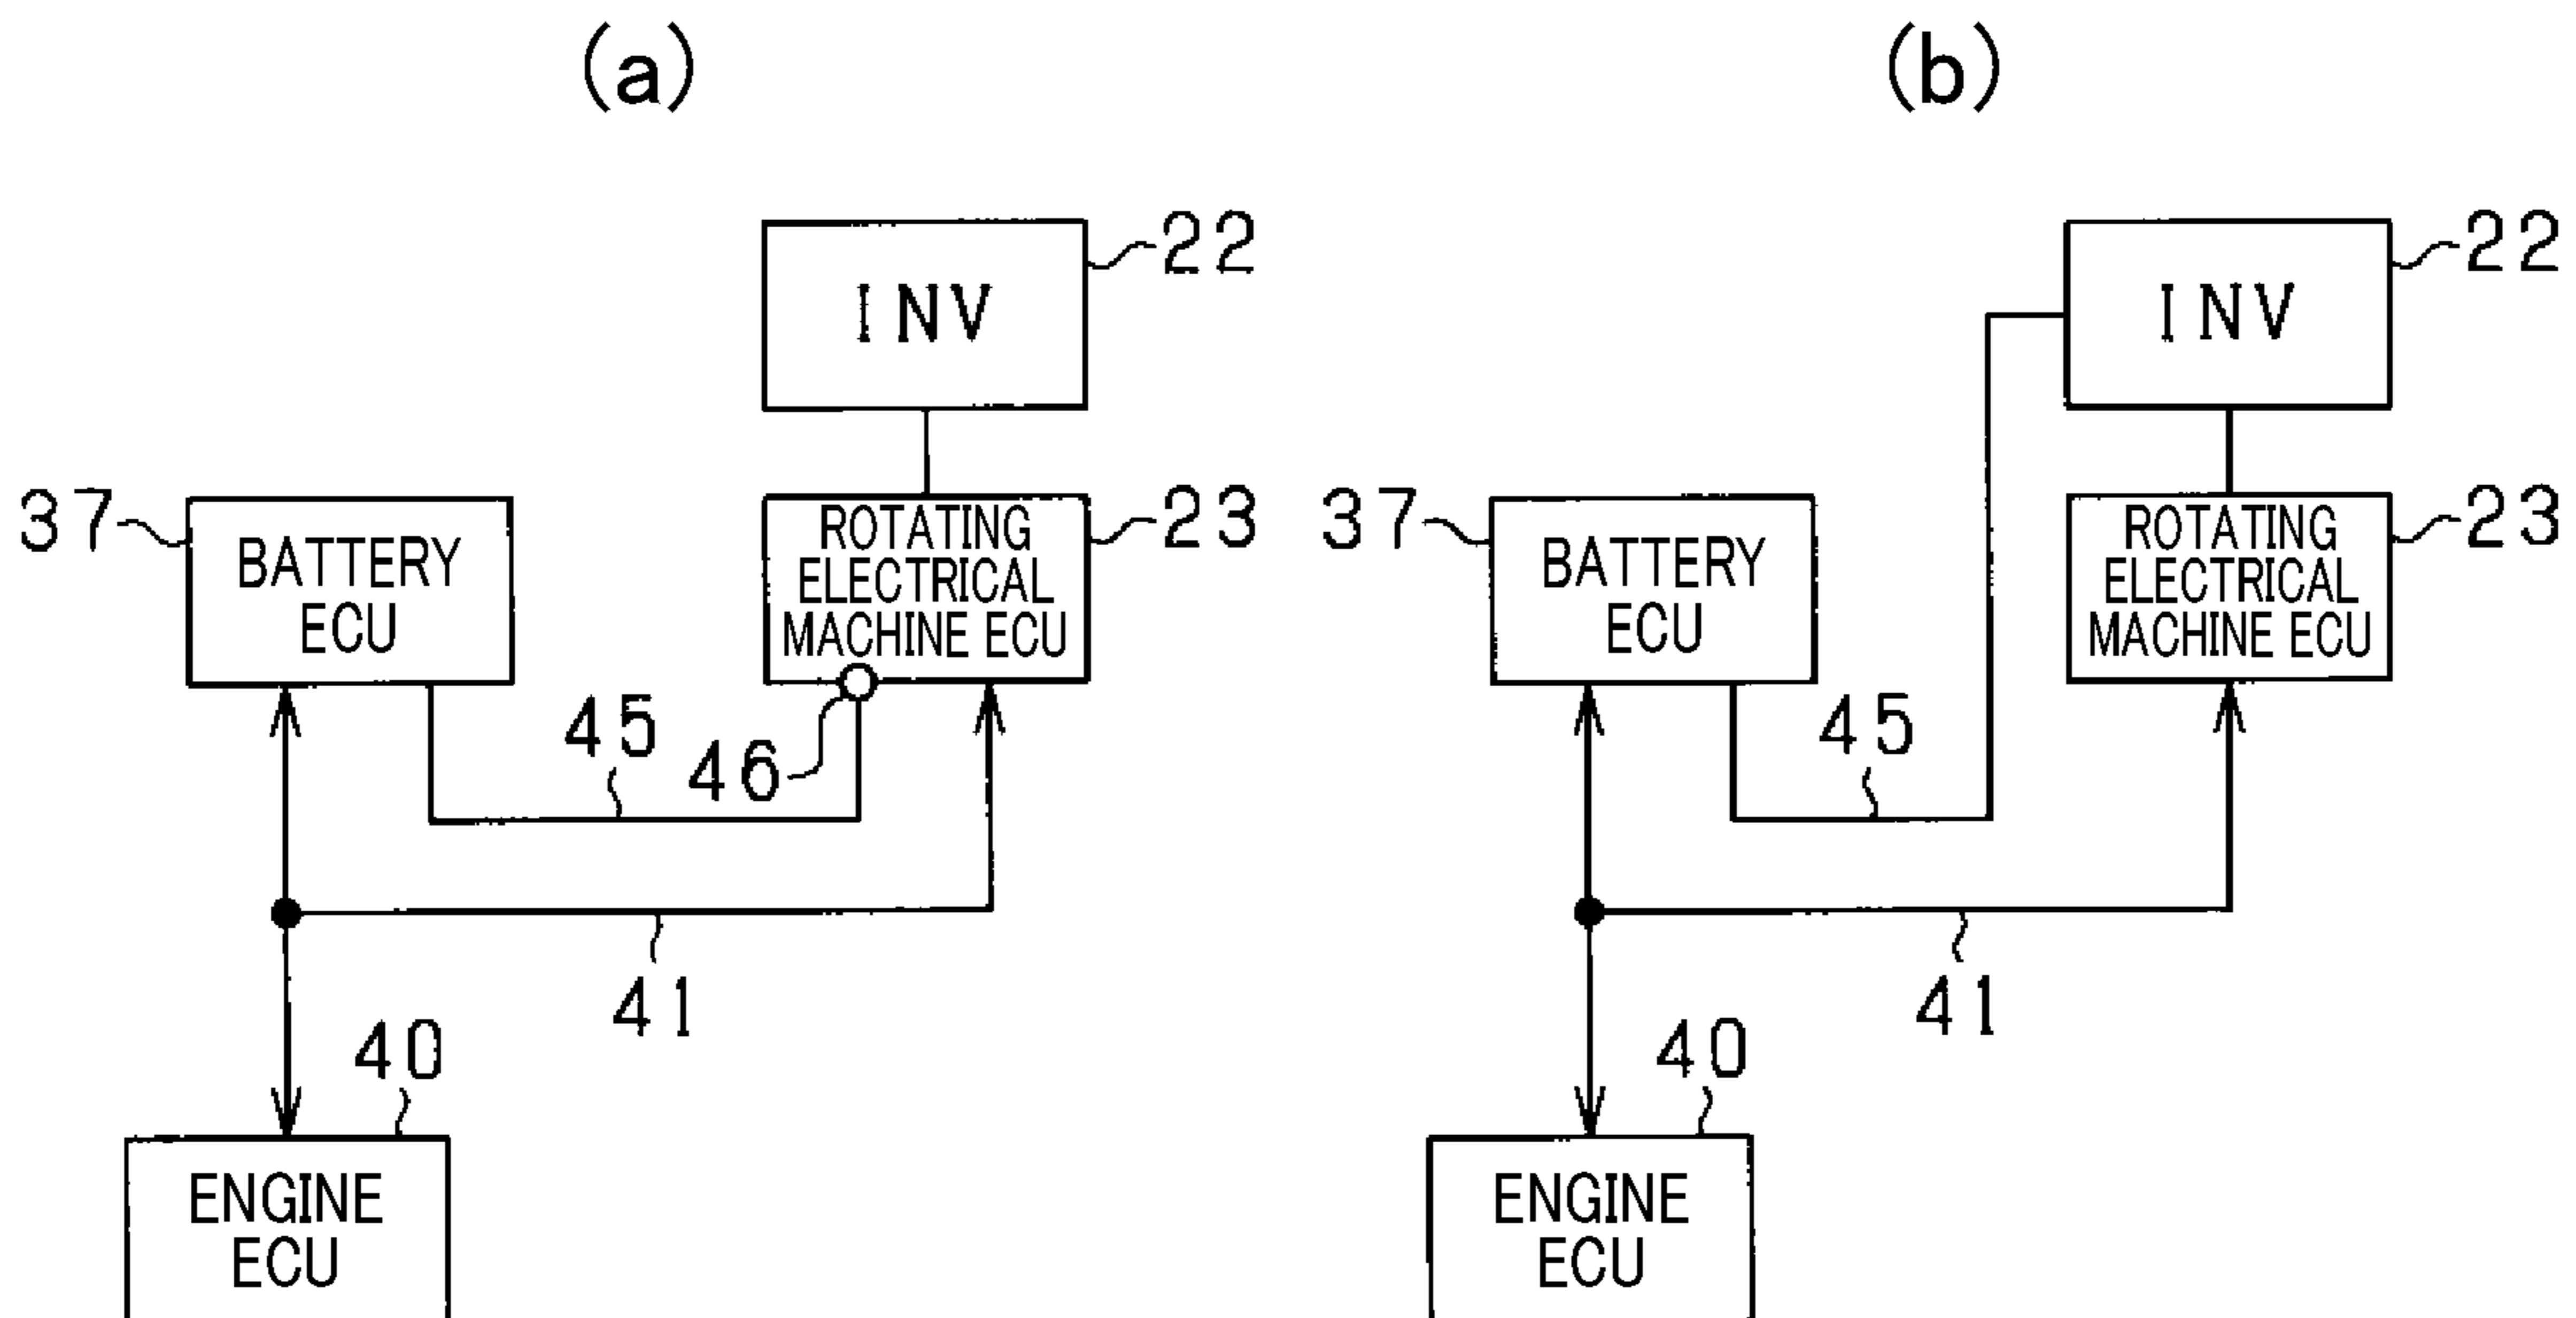 (a)
INV
22
37
BATTERY
ECU
ROTATING
ELECTRICAL
MACHINE ECU
23
45
46
41
40
ENGINE
ECU
(b)
INV
22
37
BATTERY
ECU
ROTATING
ELECTRICAL
MACHINE ECU
23
45
41
40
ENGINE
ECU